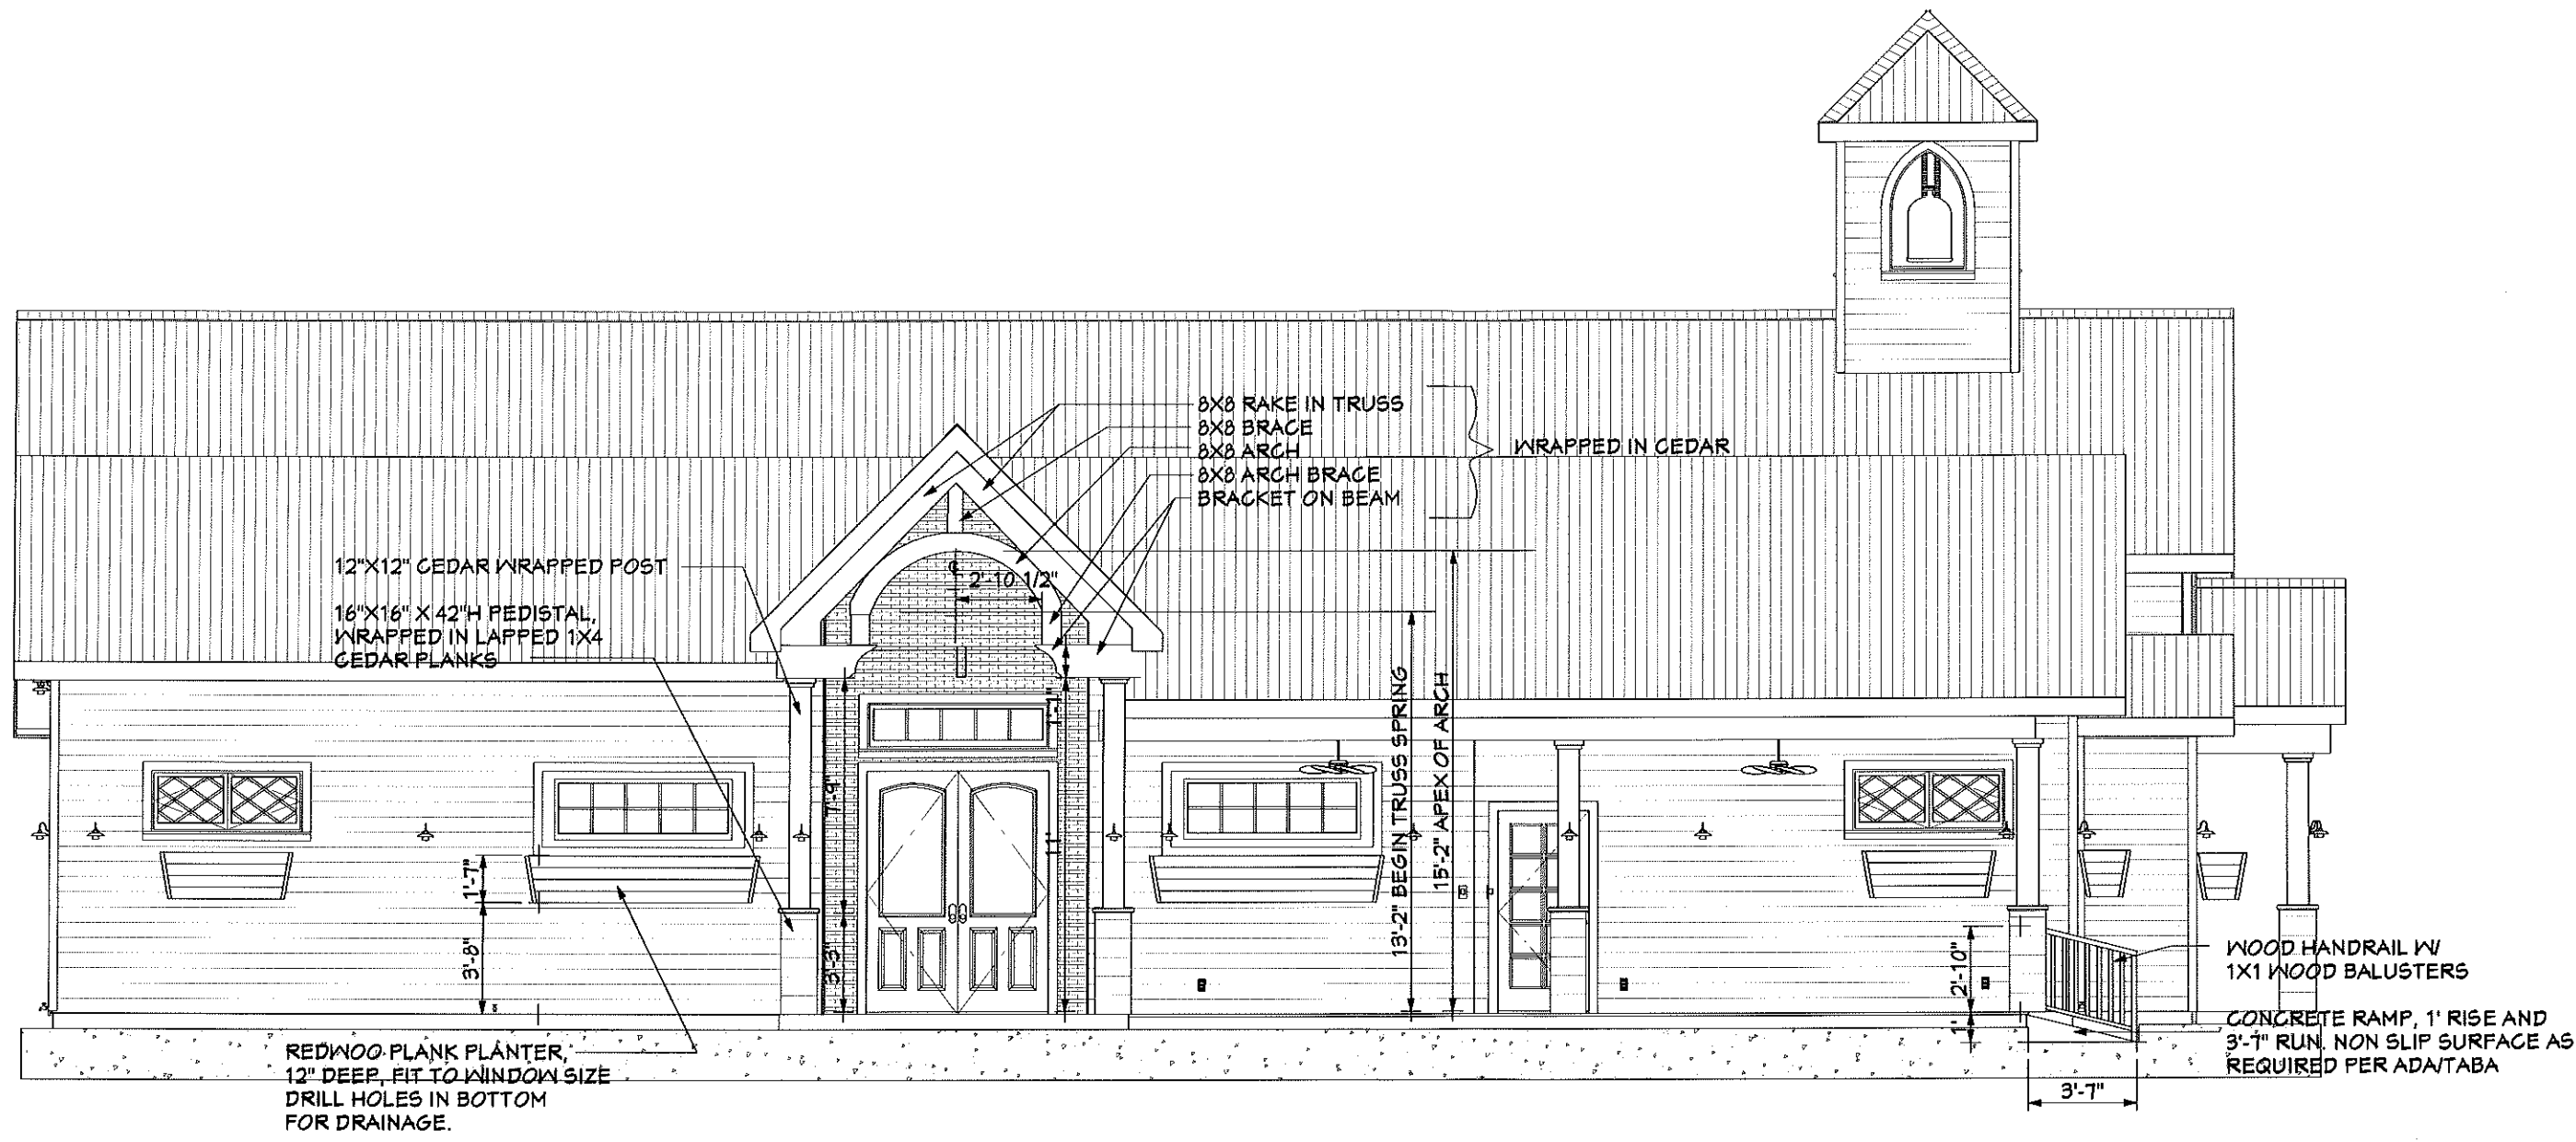 8X8 RAKE IN TRUSS
8X8 BRACE
8X8 ARCH
8X8 ARCH BRACE
BRACKET ON BEAM
WRAPPED IN CEDAR
12"X12" CEDAR WRAPPED POST
16"X16" X 42"H PEDISTAL,
WRAPPED IN LAPPED 1X4
CEDAR PLANKS
2'-10 1/2"
1'-1"
7'-9"
11'
3'-3"
13'-2" BEGIN TRUSS SPRING
15'-2" APEX OF ARCH
1'-7"
3'-8"
2'-10"
1'
WOOD HANDRAIL W/
1X1 WOOD BALUSTERS
CONCRETE RAMP, 1' RISE AND
3'-7" RUN. NON SLIP SURFACE AS
REQUIRED PER ADA/TABA
3'-7"
REDWOO PLANK PLANTER,
12" DEEP, FIT TO WINDOW SIZE
DRILL HOLES IN BOTTOM
FOR DRAINAGE.